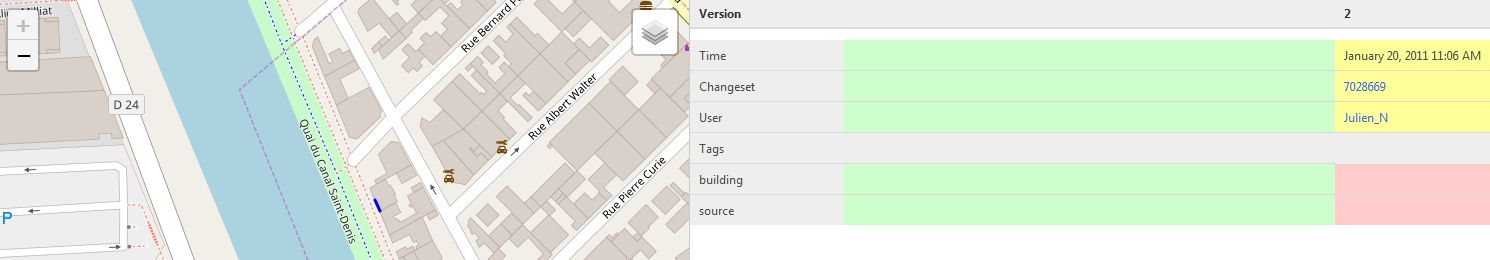 Milliat
+
−
D 24
P
Rue Bernard
Rue Albert Walter
Rue Pierre Curie
Quai du Canal Saint-Denis
Version 2
Time January 20, 2011 11:06 AM
Changeset 7028669
User Julien_N
Tags
building
source